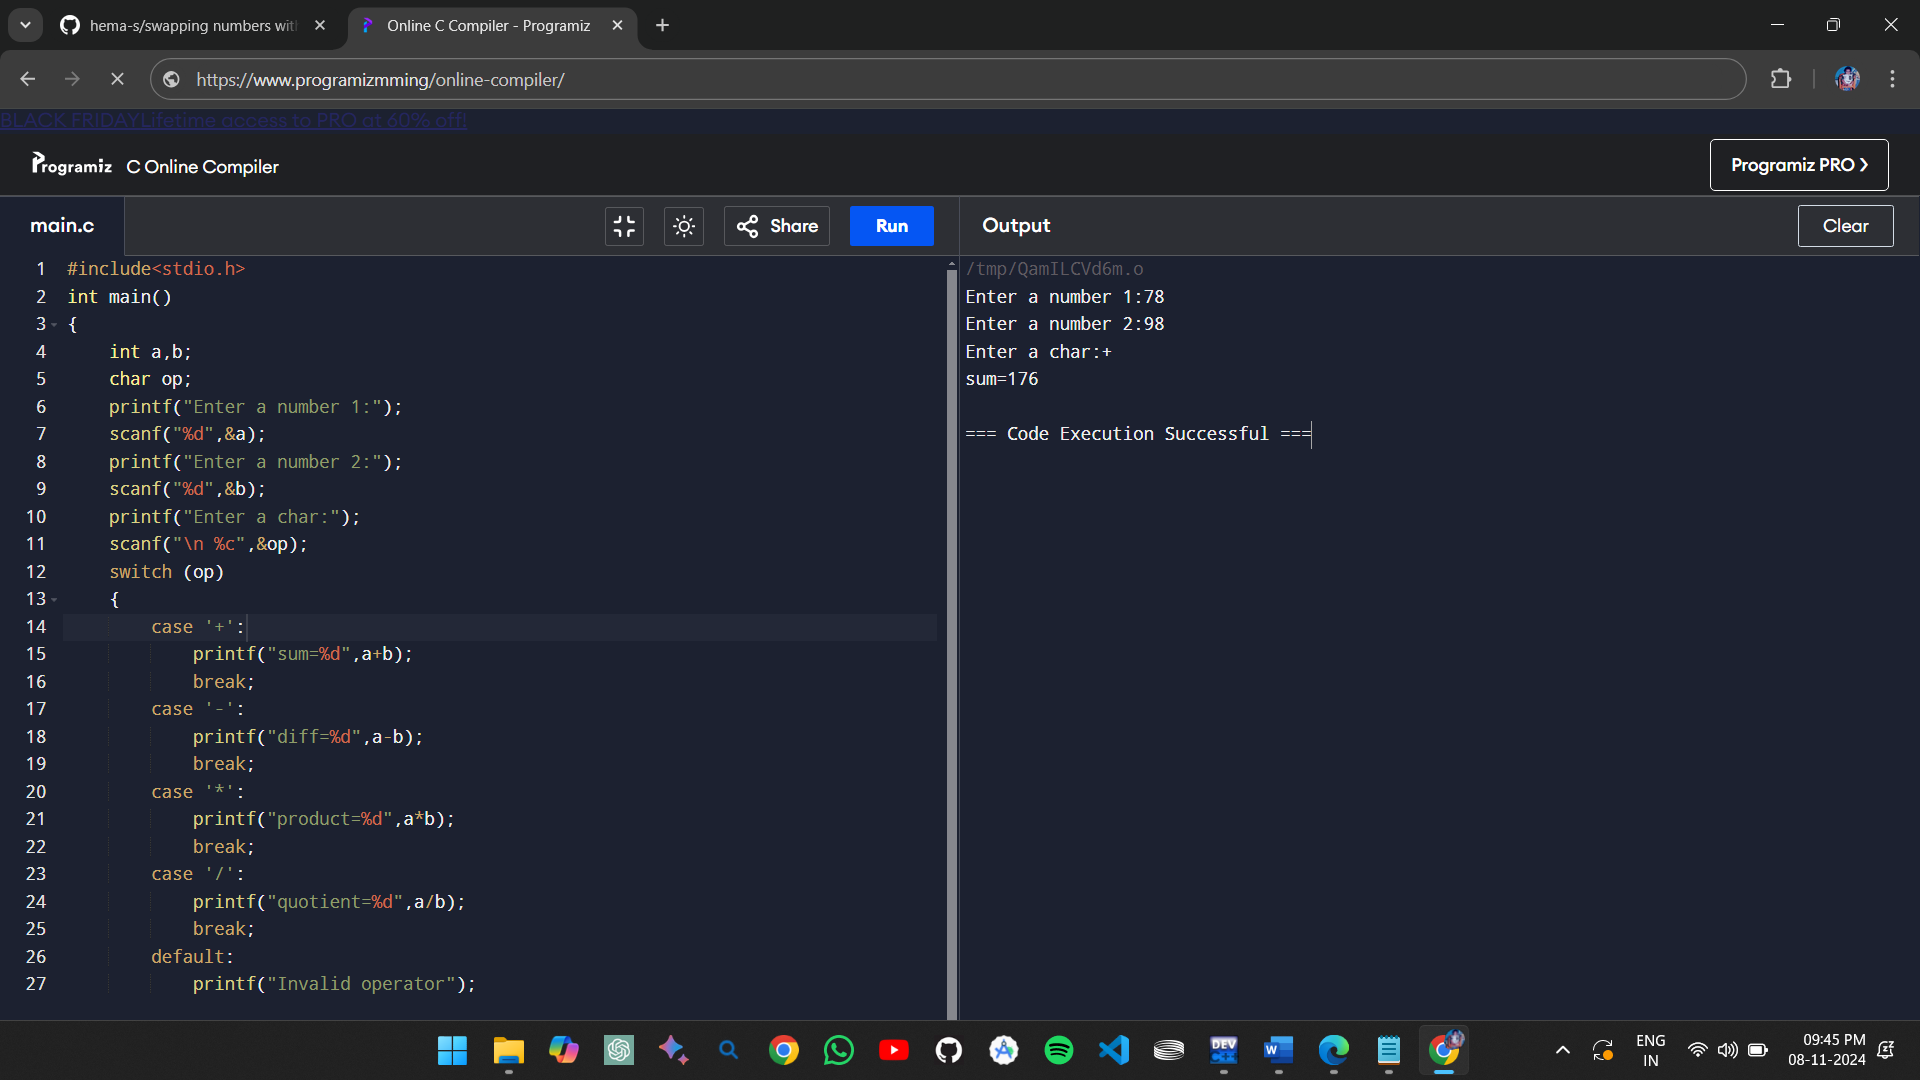 hema-s/swapping numbers with
Online C Compiler - Programiz
https://www.programizmming/online-compiler/
BLACK FRIDAYLifetime access to PRO at 60% off!
Programiz C Online Compiler
Programiz PRO ❯
main.c
Share
Run
Output
Clear
1 #include<stdio.h>
2 int main()
3 {
4 int a,b;
5 char op;
6 printf("Enter a number 1:");
7 scanf("%d",&a);
8 printf("Enter a number 2:");
9 scanf("%d",&b);
10 printf("Enter a char:");
11 scanf("\n %c",&op);
12 switch (op)
13 {
14 case '+':
15 printf("sum=%d",a+b);
16 break;
17 case '-':
18 printf("diff=%d",a-b);
19 break;
20 case '*':
21 printf("product=%d",a*b);
22 break;
23 case '/':
24 printf("quotient=%d",a/b);
25 break;
26 default:
27 printf("Invalid operator");
/tmp/QamILCVd6m.o
Enter a number 1:78
Enter a number 2:98
Enter a char:+
sum=176
=== Code Execution Successful ===
DEV
C++
W
ENG
IN
09:45 PM
08-11-2024